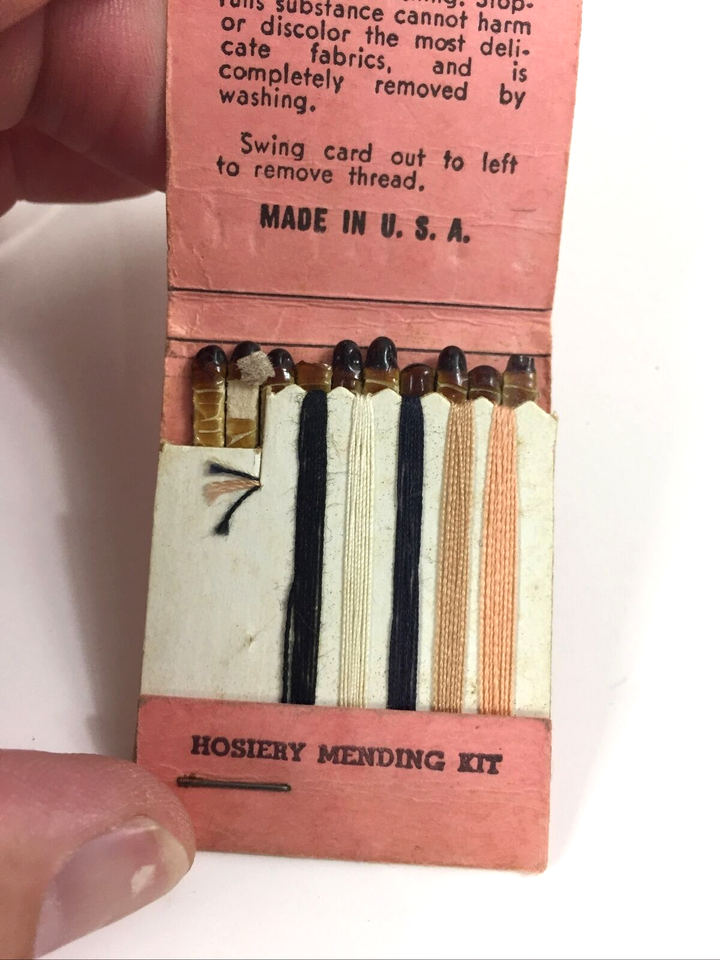 substance cannot harm
or discolor the most deli-
cate fabrics, and is
completely removed by
washing.
Swing card out to left
to remove thread.
MADE IN U. S. A.
HOSIERY MENDING KIT